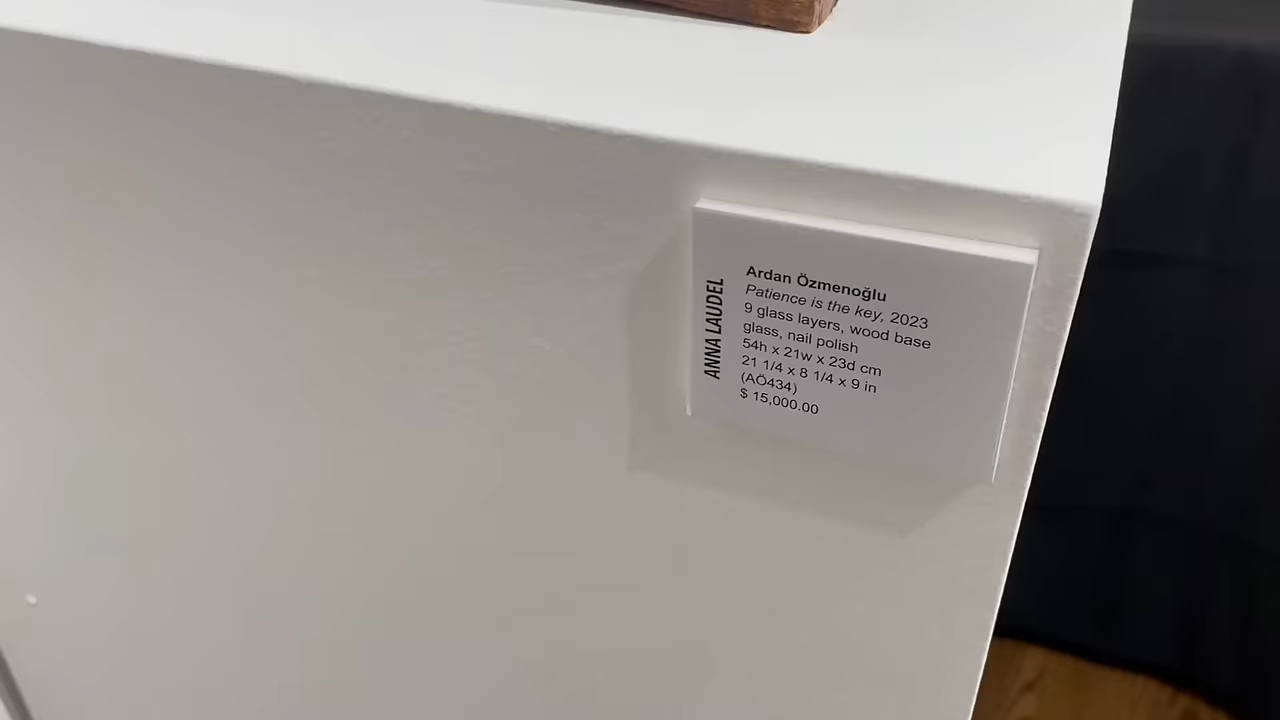 ANNA LAUDEL
Ardan Özmenoğlu
Patience is the key, 2023
9 glass layers, wood base
glass, nail polish
54h x 21w x 23d cm
21 1/4 x 8 1/4 x 9 in
(AÖ434)
$ 15,000.00